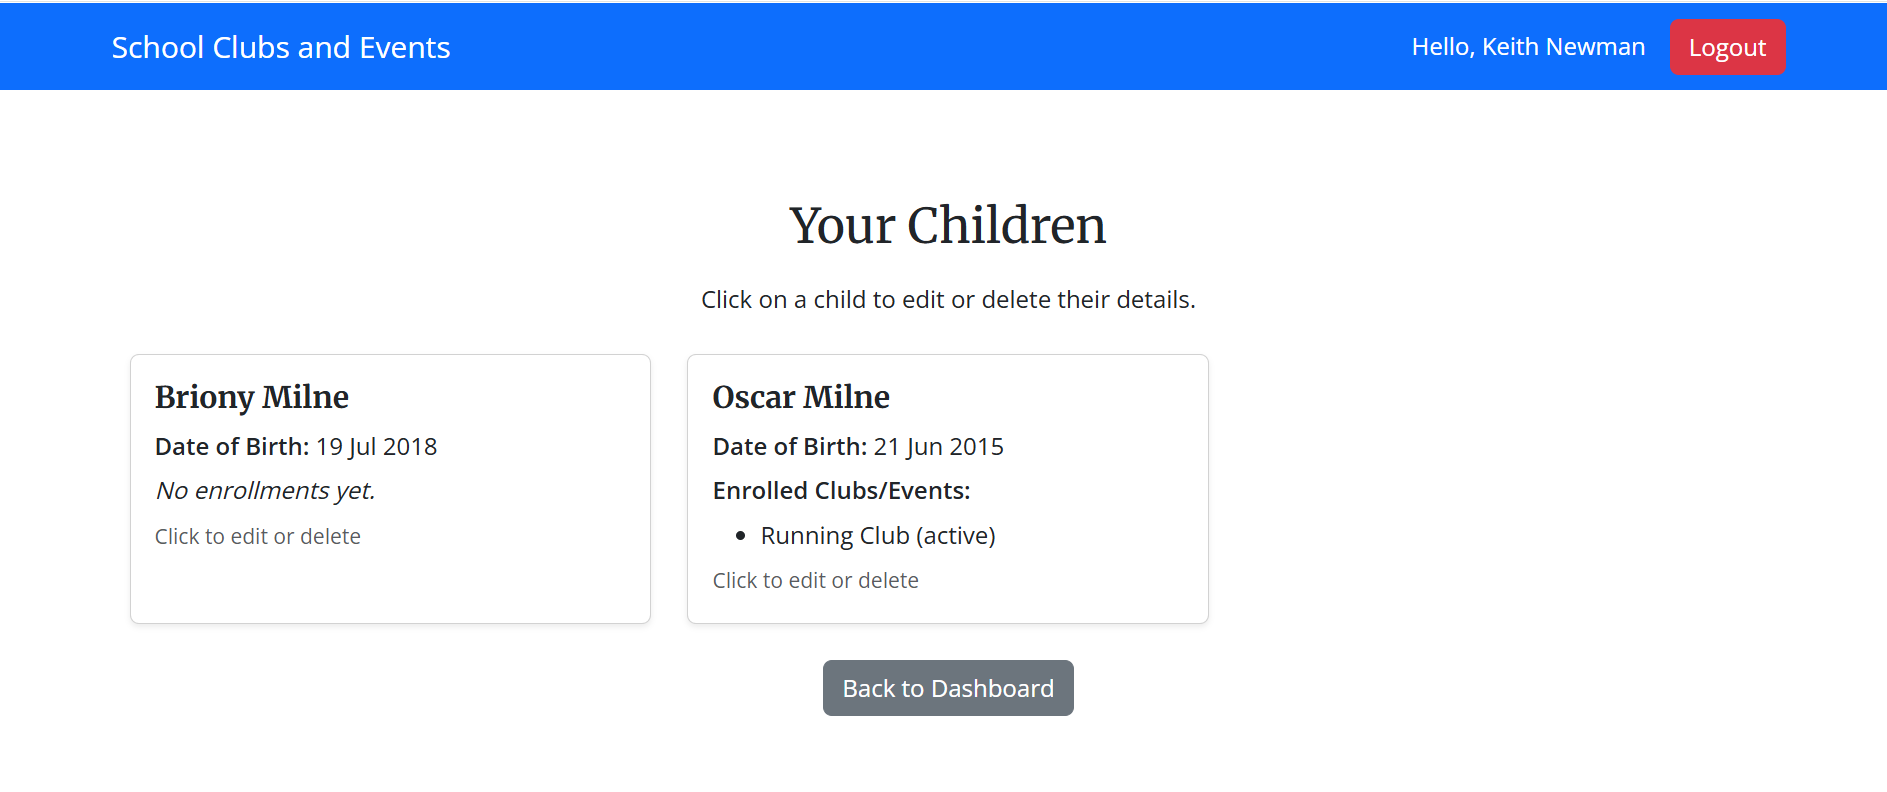 School Clubs and Events
Hello, Keith Newman
Logout
Your Children
Click on a child to edit or delete their details.
Briony Milne
Date of Birth: 19 Jul 2018
No enrollments yet.
Click to edit or delete
Oscar Milne
Date of Birth: 21 Jun 2015
Enrolled Clubs/Events:
• Running Club (active)
Click to edit or delete
Back to Dashboard